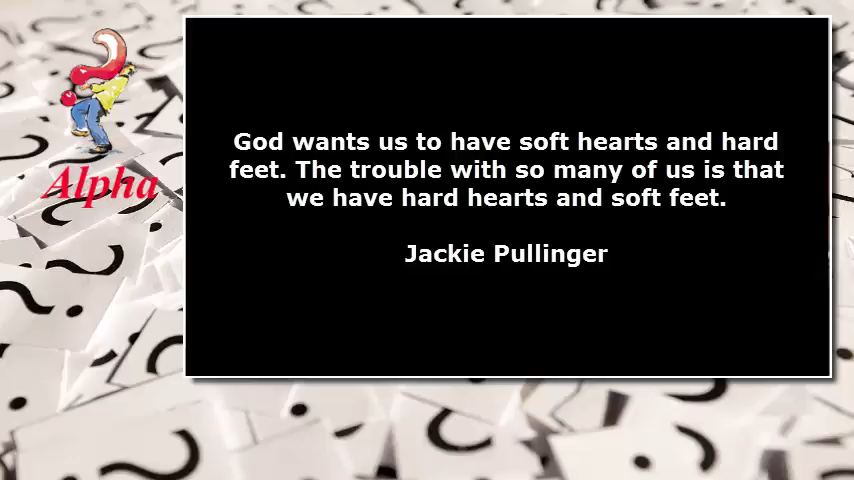 Alpha
God wants us to have soft hearts and hard
feet. The trouble with so many of us is that
we have hard hearts and soft feet.
Jackie Pullinger